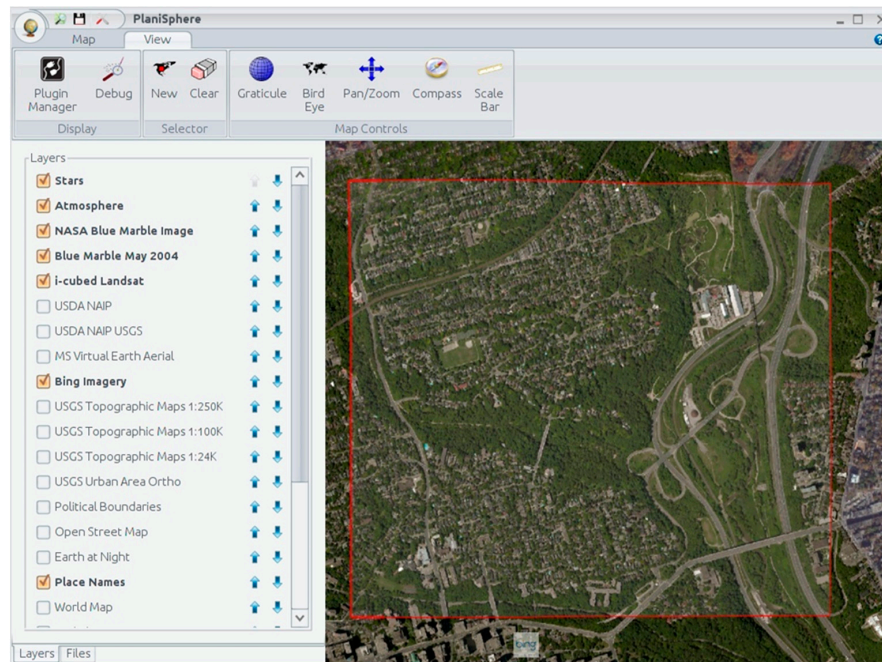 PlaniSphere
Map View
Plugin Manager
Debug
New
Clear
Graticule
Bird Eye
Pan/Zoom
Compass
Scale Bar
Display
Selector
Map Controls
Layers
Stars
Atmosphere
NASA Blue Marble Image
Blue Marble May 2004
i-cubed Landsat
USDA NAIP
USDA NAIP USGS
MS Virtual Earth Aerial
Bing Imagery
USGS Topographic Maps 1:250K
USGS Topographic Maps 1:100K
USGS Topographic Maps 1:24K
USGS Urban Area Ortho
Political Boundaries
Open Street Map
Earth at Night
Place Names
World Map
Layers Files
bing